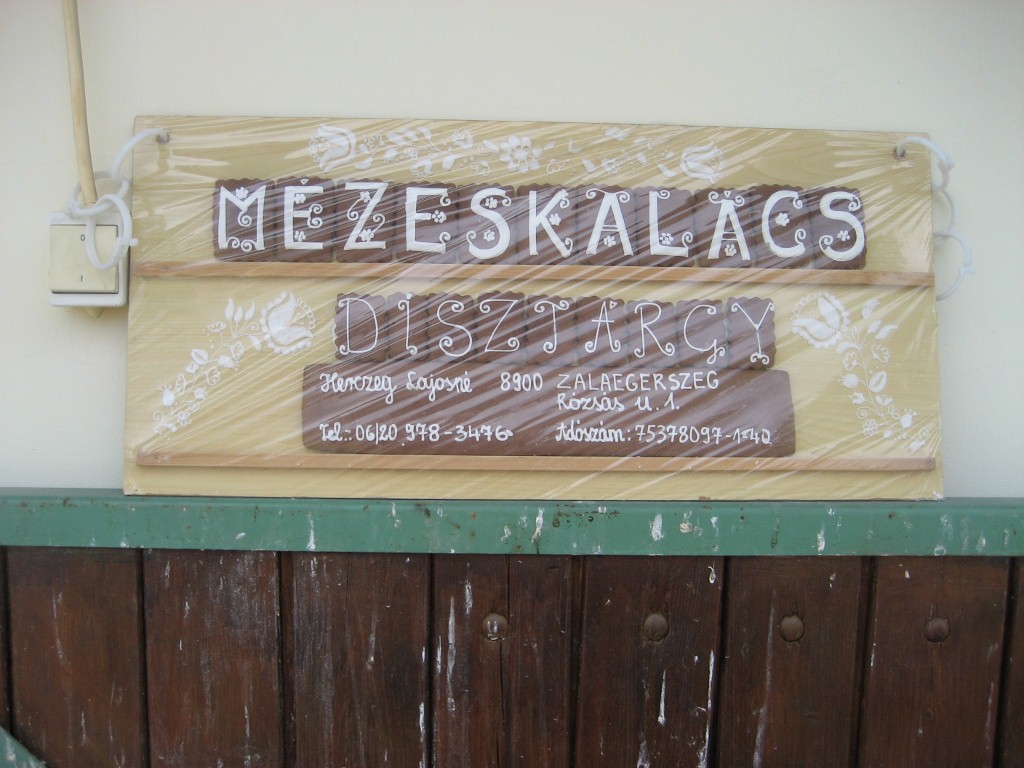 MÉZESKALÁCS
DÍSZTÁRGY
Herczeg Lajosné 8900 ZALAEGERSZEG
Rózsás u. 1.
Tel.: 06/20 978-3476 Adószám: 75378097-1-40